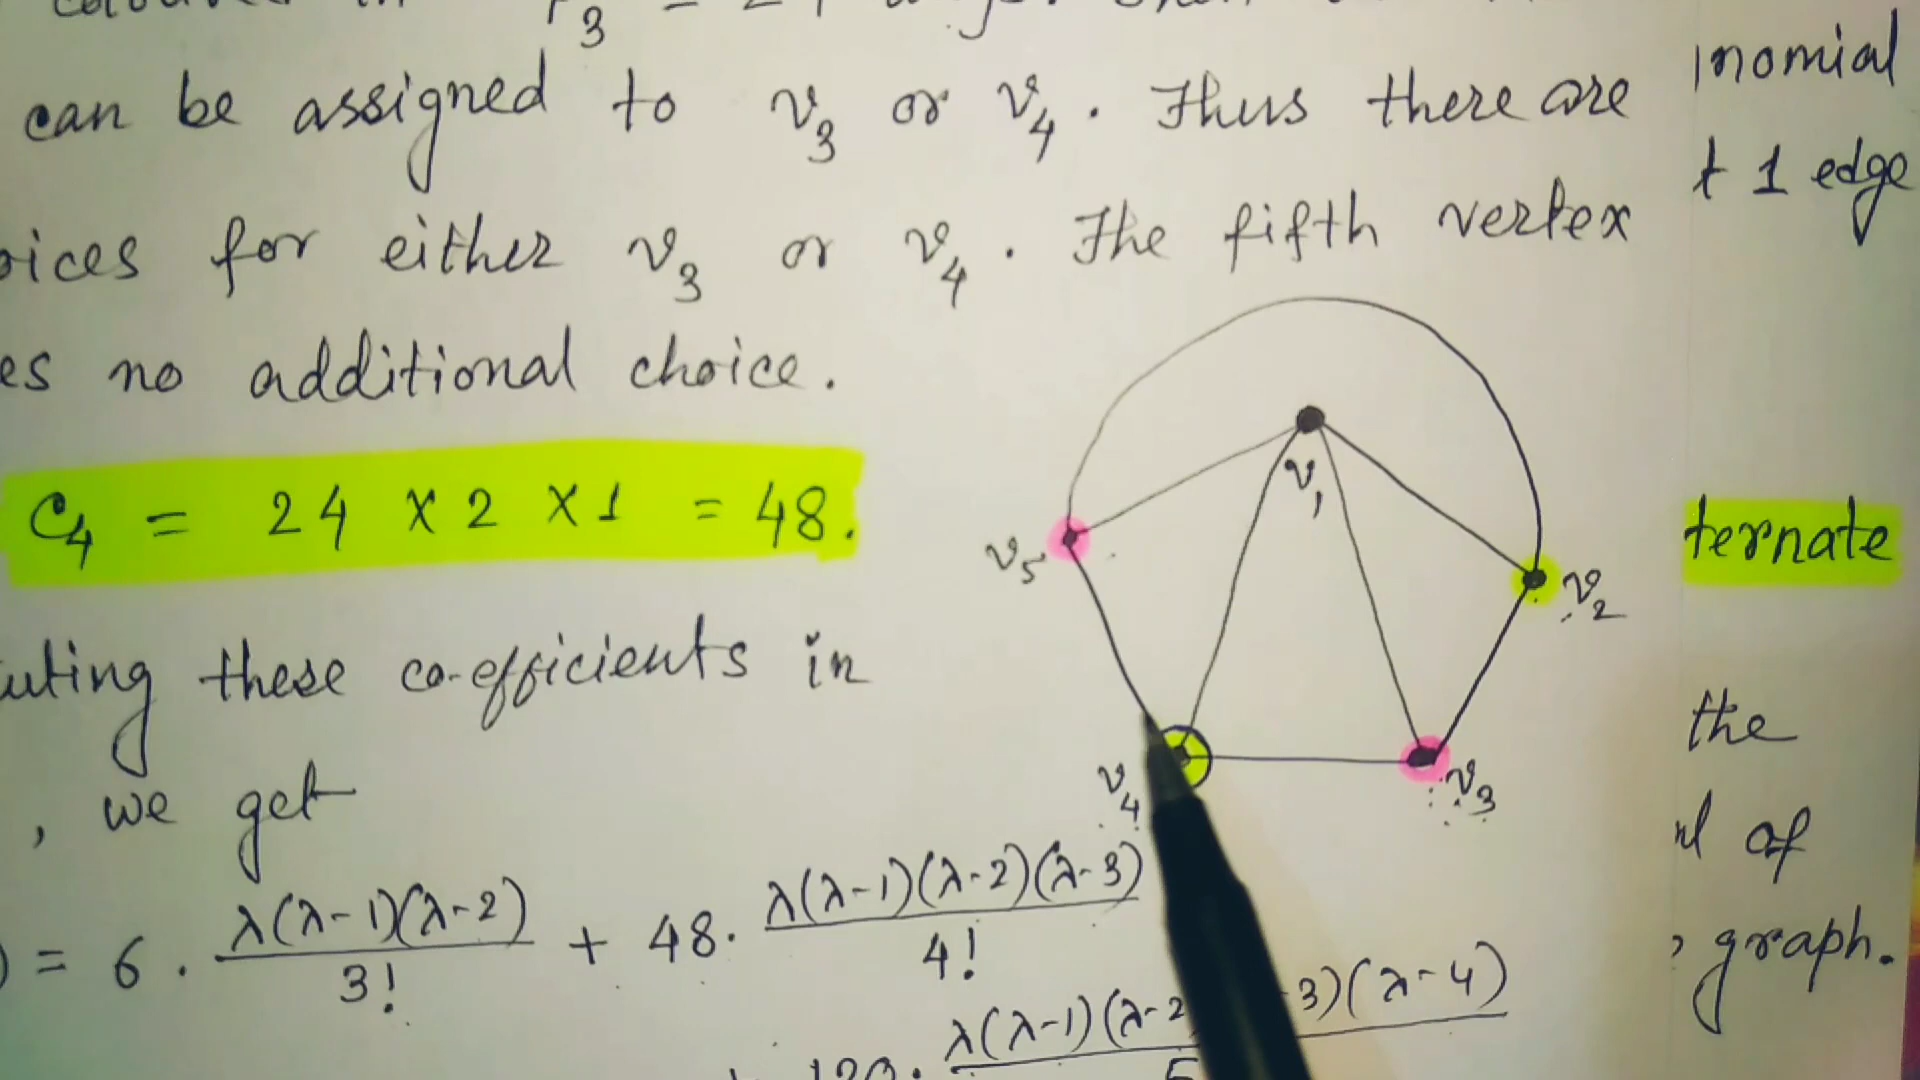 3
can be assigned to v3 or v4. Thus there are
for either v3 or v4. The fifth vertex
no additional choice.
C4 = 24 × 2 × 1 = 48.
these co-efficients in
, we get
) = 6 . λ(λ-1)(λ-2) / 3! + 48. λ(λ-1)(λ-2)(λ-3) / 4!
λ(λ-1)(λ-2 3)(λ-4)
v1
v5
v2
v4
v3
inomial
t 1 edge
ternate
the
of
graph.